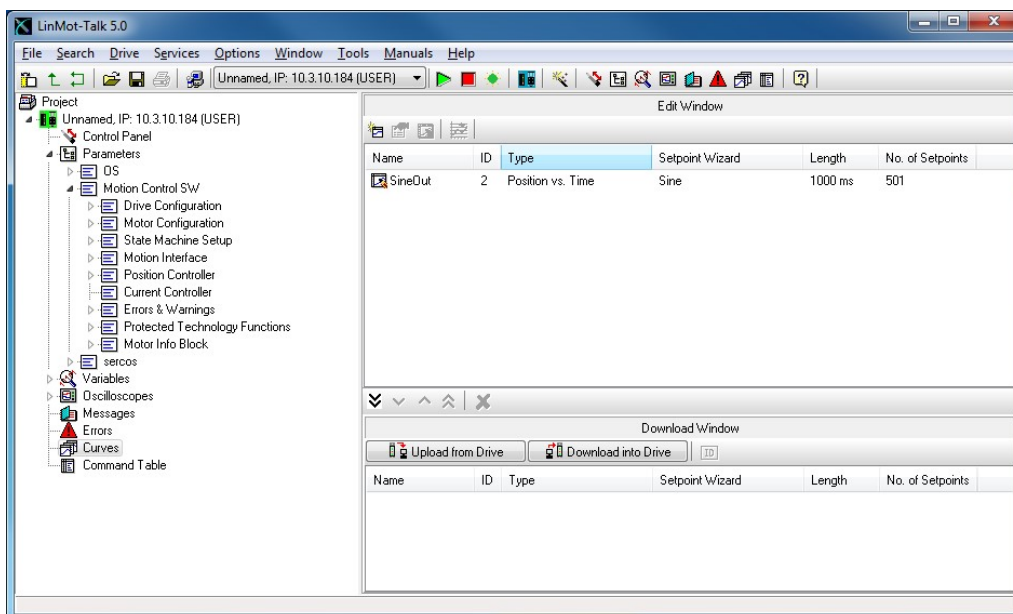 LinMot-Talk 5.0
File Search Drive Services Options Window Tools Manuals Help
Unnamed, IP: 10.3.10.184 (USER)
Project
Unnamed, IP: 10.3.10.184 (USER)
Control Panel
Parameters
OS
Motion Control SW
Drive Configuration
Motor Configuration
State Machine Setup
Motion Interface
Position Controller
Current Controller
Errors & Warnings
Protected Technology Functions
Motor Info Block
sercos
Variables
Oscilloscopes
Messages
Errors
Curves
Command Table
Edit Window
Name ID Type Setpoint Wizard Length No. of Setpoints
SineOut 2 Position vs. Time Sine 1000 ms 501
Download Window
Upload from Drive Download into Drive ID
Name ID Type Setpoint Wizard Length No. of Setpoints